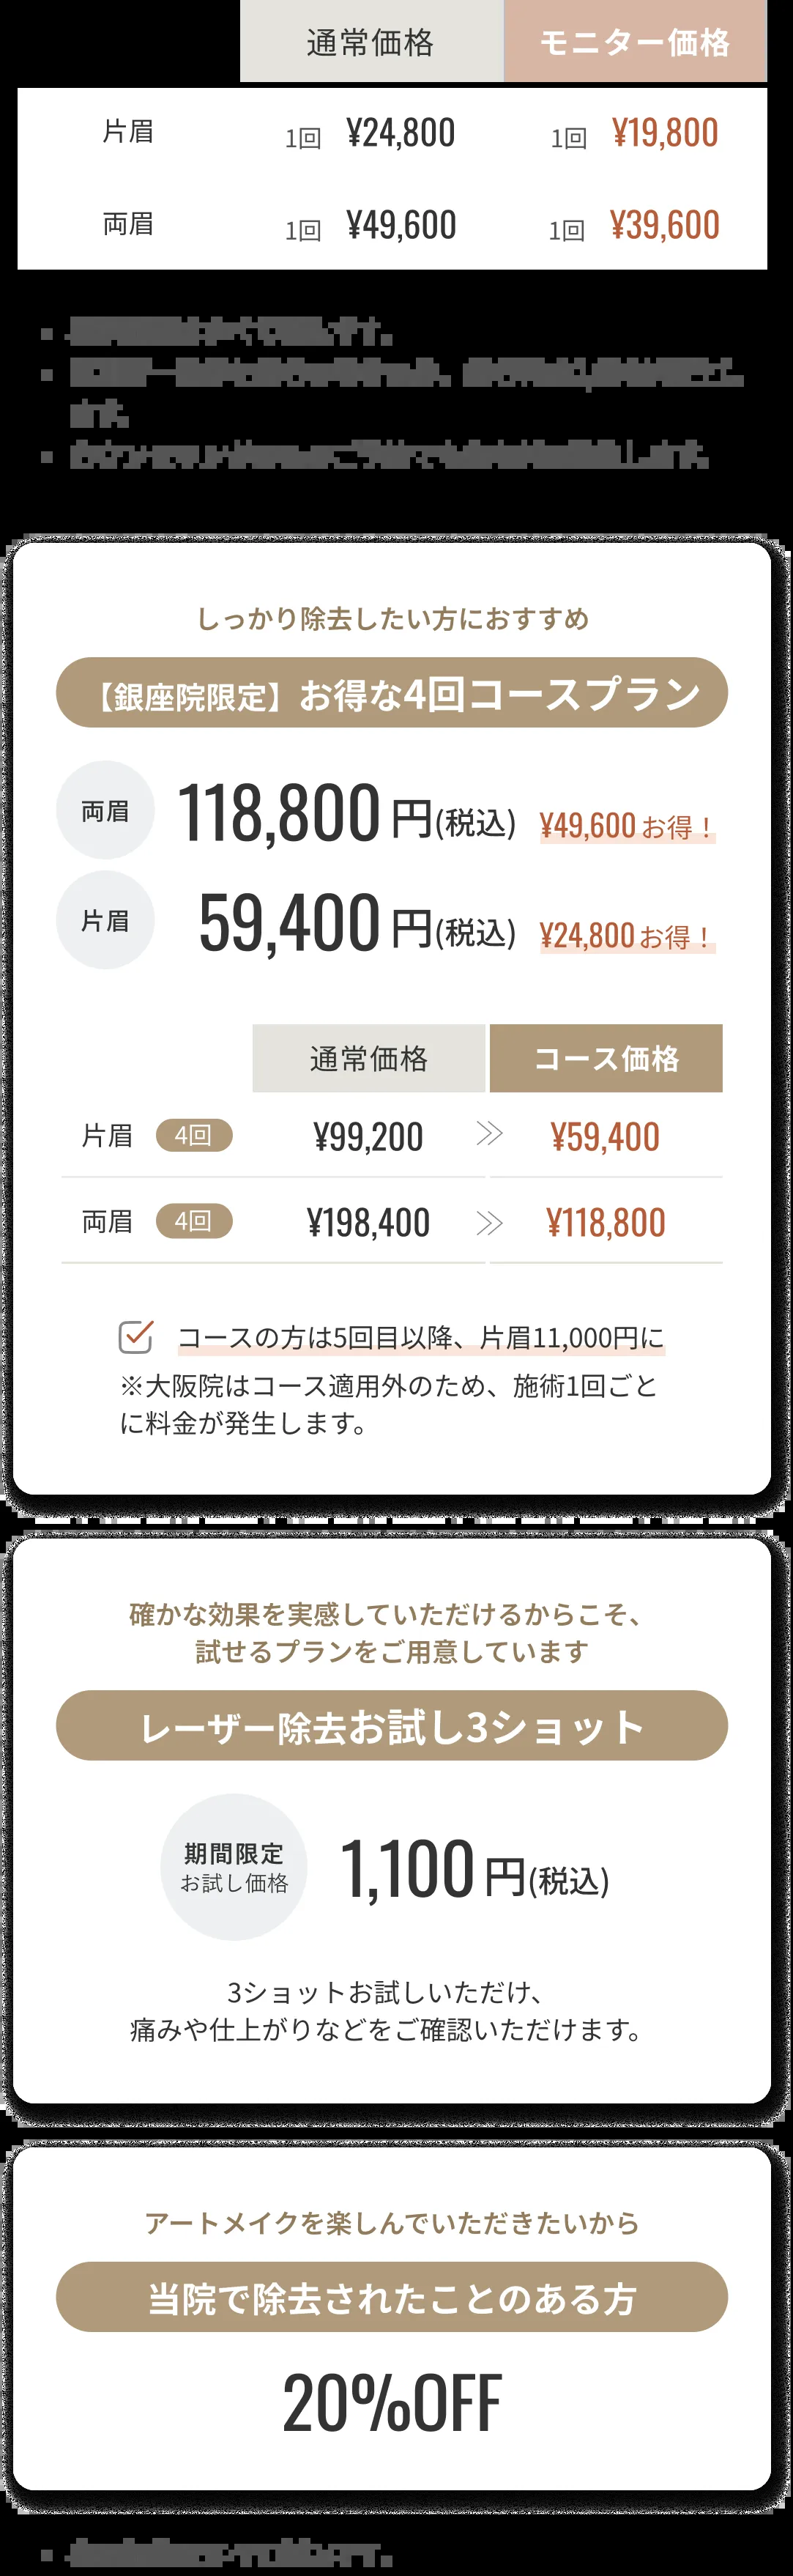 通常価格 モニター価格
片眉 1回 ¥24,800 1回 ¥19,800
両眉 1回 ¥49,600 1回 ¥39,600
しっかり除去したい方におすすめ
【銀座院限定】お得な4回コースプラン
両眉 118,800円(税込) ¥49,600お得！
片眉 59,400円(税込) ¥24,800お得！
通常価格 コース価格
片眉 4回 ¥99,200 ¥59,400
両眉 4回 ¥198,400 ¥118,800
コースの方は5回目以降、片眉11,000円に
※大阪院はコース適用外のため、施術1回ごと
に料金が発生します。
確かな効果を実感していただけるからこそ、
試せるプランをご用意しています
レーザー除去お試し3ショット
期間限定
お試し価格
1,100円(税込)
3ショットお試しいただけ、
痛みや仕上がりなどをご確認いただけます。
アートメイクを楽しんでいただきたいから
当院で除去されたことのある方
20%OFF